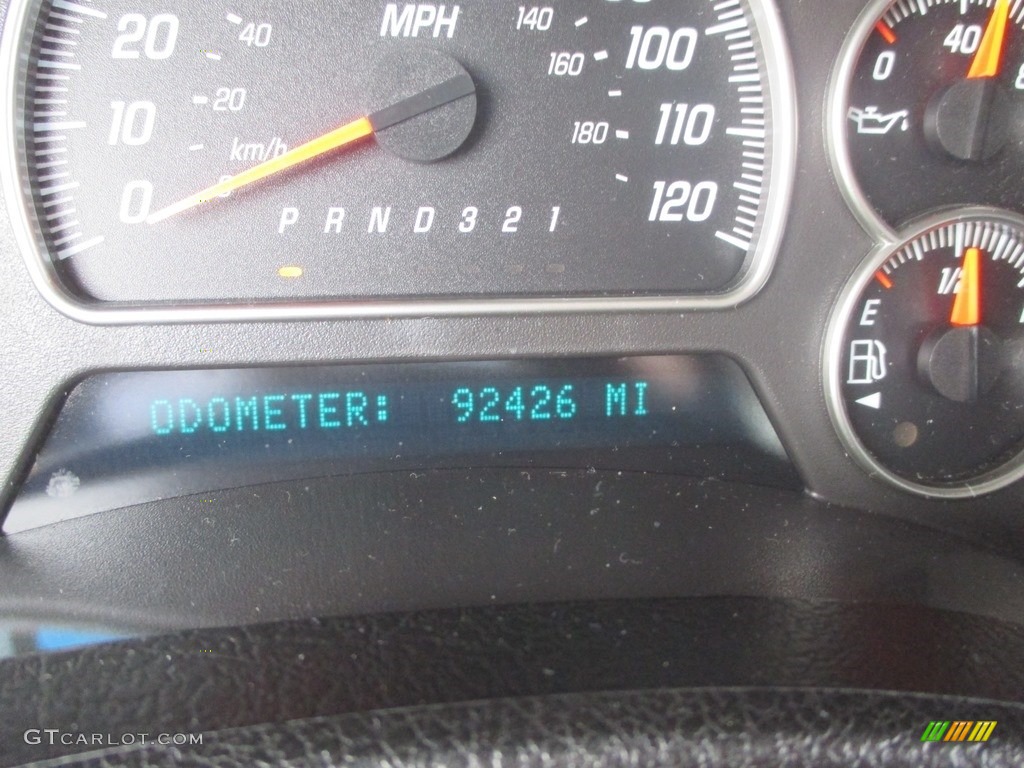 MPH
20 40 140 100
10 20 160 110
km/h 180
0 120
P R N D 3 2 1
0 40
1/2
E
ODOMETER: 92426 MI
GTCARLOT.COM